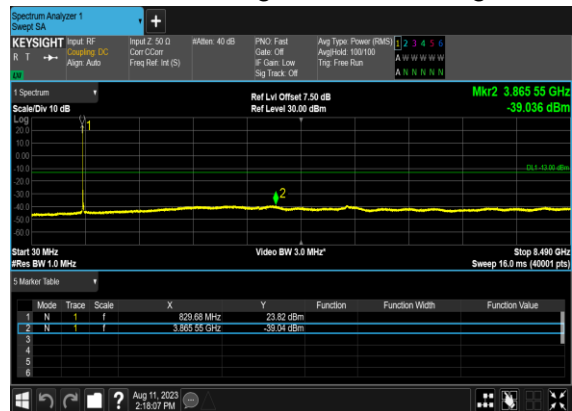 Spectrum Analyzer 1
Swept SA
+
KEYSIGHT Input: RF Input Z: 50 Ω #Atten: 40 dB PNO: Fast Avg Type: Power (RMS) 1 2 3 4 5 6
R T Coupling: DC Corr CCorr Gate: Off Avg|Hold: 100/100 A W W W W W
Align: Auto Freq Ref: Int (S) IF Gain: Low Trig: Free Run
Sig Track: Off A N N N N N
1 Spectrum Ref Lvl Offset 7.50 dB Mkr2 3.865 55 GHz
Scale/Div 10 dB Ref Level 30.00 dBm -39.036 dBm
Log
20.0 1
10.0
0.00
-10.0 DL1 -13.00 dBm
-20.0
-30.0 2
-40.0
-50.0
-60.0
Start 30 MHz Video BW 3.0 MHz* Stop 8.490 GHz
#Res BW 1.0 MHz Sweep 16.0 ms (40001 pts)
5 Marker Table
Mode Trace Scale X Y Function Function Width Function Value
1 N 1 f 829.68 MHz 23.82 dBm
2 N 1 f 3.865 55 GHz -39.04 dBm
3
4
5
6
? Aug 11, 2023
2:18:07 PM